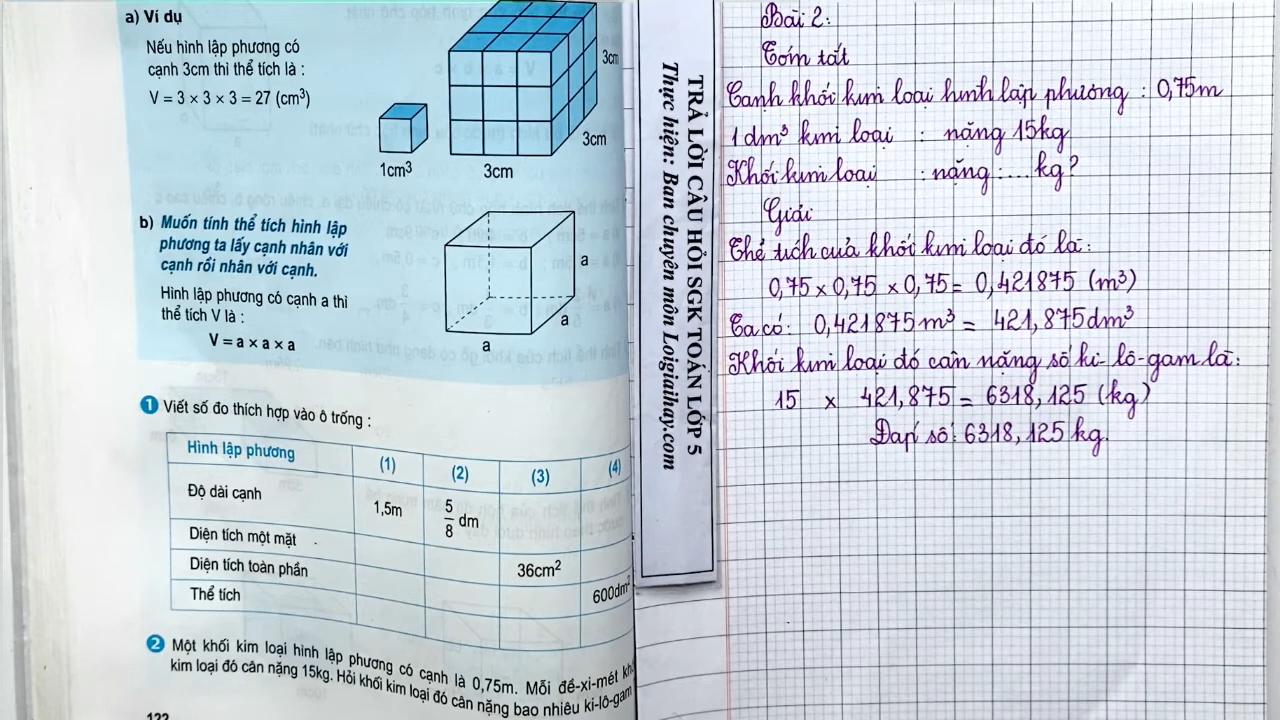 a) Ví dụ
Nếu hình lập phương có
cạnh 3cm thì thể tích là :
V = 3 × 3 × 3 = 27 (cm³)
1cm³
3cm
3cm
3cm
b) Muốn tính thể tích hình lập
phương ta lấy cạnh nhân với
cạnh rồi nhân với cạnh.
Hình lập phương có cạnh a thì
thể tích V là :
V = a × a × a
a
a
a
1 Viết số đo thích hợp vào ô trống :
Hình lập phương (1) (2) (3) (4)
Độ dài cạnh 1,5m 5/8 dm
Diện tích một mặt
Diện tích toàn phần 36cm² 600dm²
Thể tích
2 Một khối kim loại hình lập phương có cạnh là 0,75m. Mỗi đề-xi-mét
kim loại đó cân nặng 15kg. Hỏi khối kim loại đó cân nặng bao nhiêu ki-lô-gam
TRẢ LỜI CÂU HỎI SGK TOÁN LỚP 5
Thực hiện: Ban chuyên môn Loigiaihay.com
Bài 2:
Tóm tắt
Cạnh khối kim loại hình lập phương : 0,75m
1dm³ kim loại : nặng 15kg
Khối kim loại : nặng ....kg?
Giải
Thể tích của khối kim loại đó là:
0,75 × 0,75 × 0,75 = 0,421875 (m³)
Ta có: 0,421875m³ = 421,875dm³
Khối kim loại đó cân nặng số ki-lô-gam là:
15 × 421,875 = 6318,125 (kg)
Đáp số: 6318,125 kg.